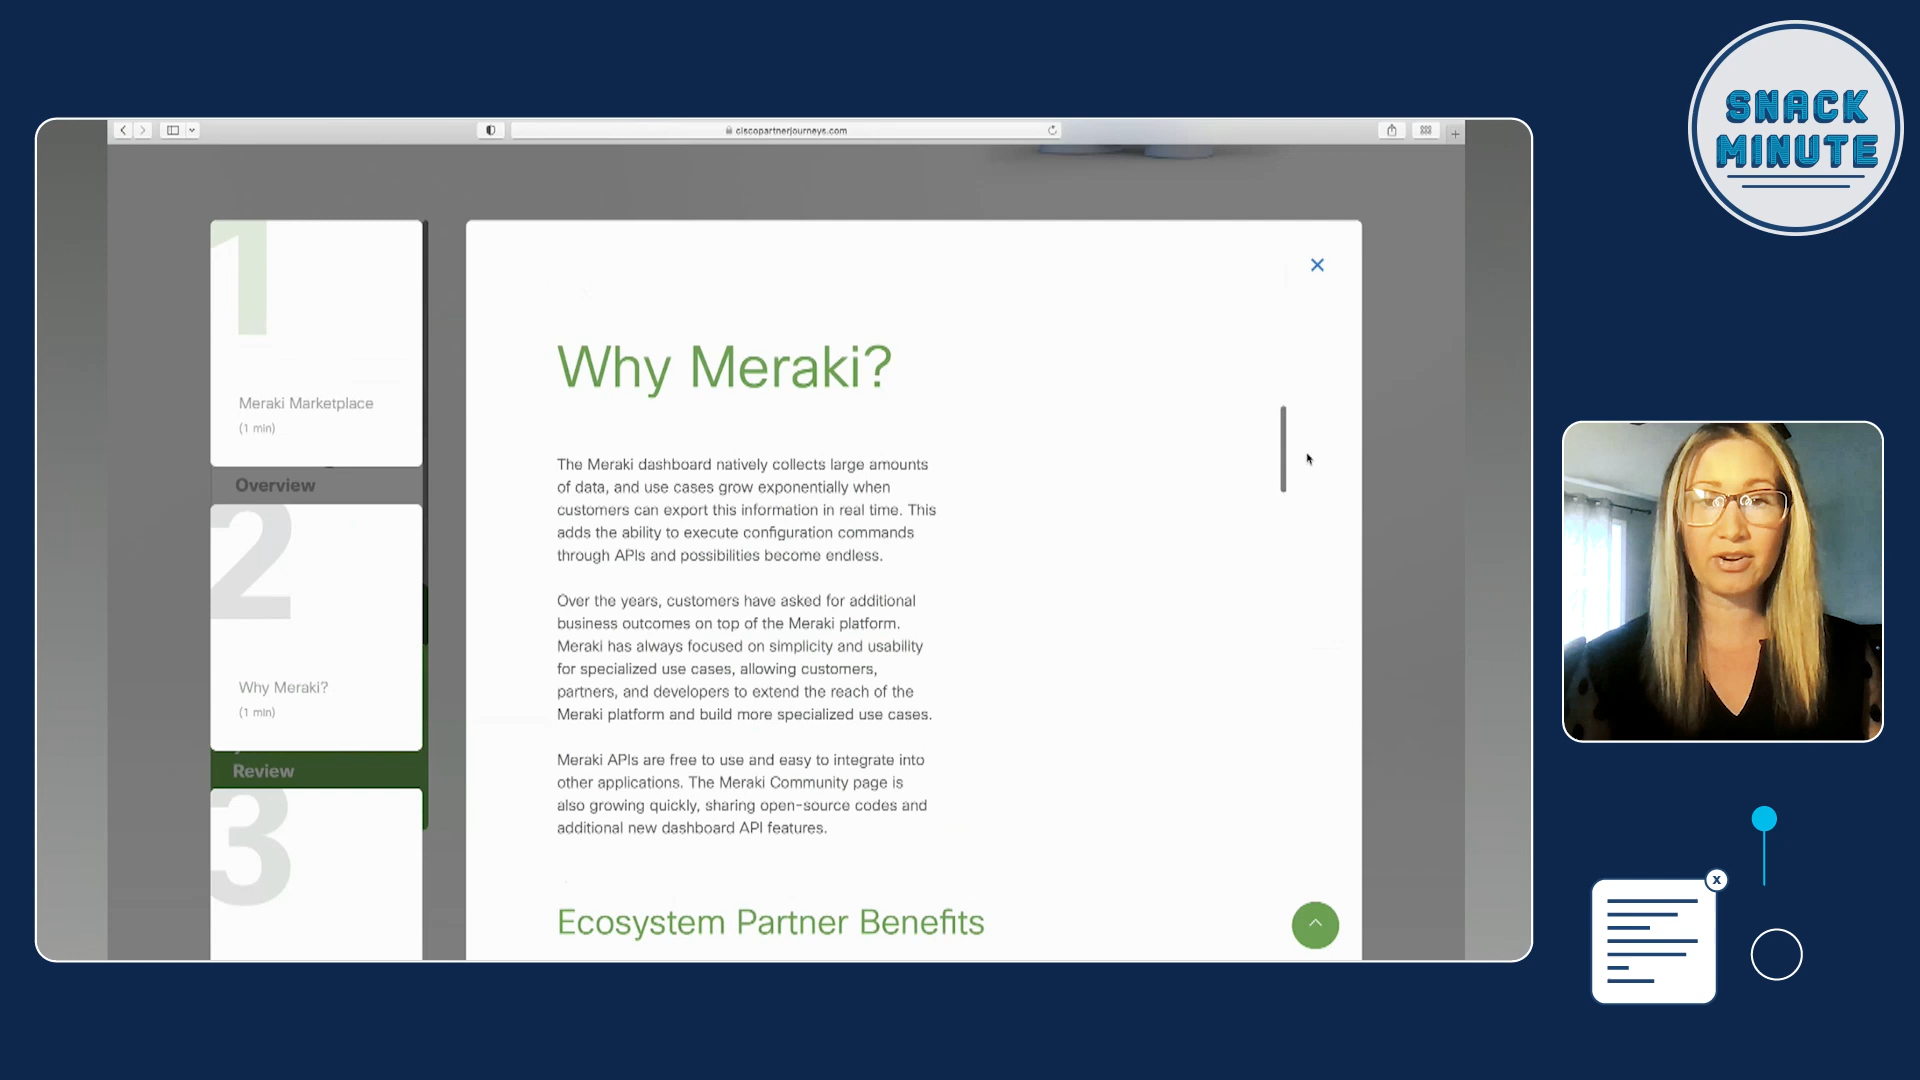 SNACK
MINUTE
ciscopartnerjourneys.com
1
Meraki Marketplace
(1 min)
Overview
2
Why Meraki?
(1 min)
Review
3
Why Meraki?
The Meraki dashboard natively collects large amounts
of data, and use cases grow exponentially when
customers can export this information in real time. This
adds the ability to execute configuration commands
through APIs and possibilities become endless.
Over the years, customers have asked for additional
business outcomes on top of the Meraki platform.
Meraki has always focused on simplicity and usability
for specialized use cases, allowing customers,
partners, and developers to extend the reach of the
Meraki platform and build more specialized use cases.
Meraki APIs are free to use and easy to integrate into
other applications. The Meraki Community page is
also growing quickly, sharing open-source codes and
additional new dashboard API features.
Ecosystem Partner Benefits
x